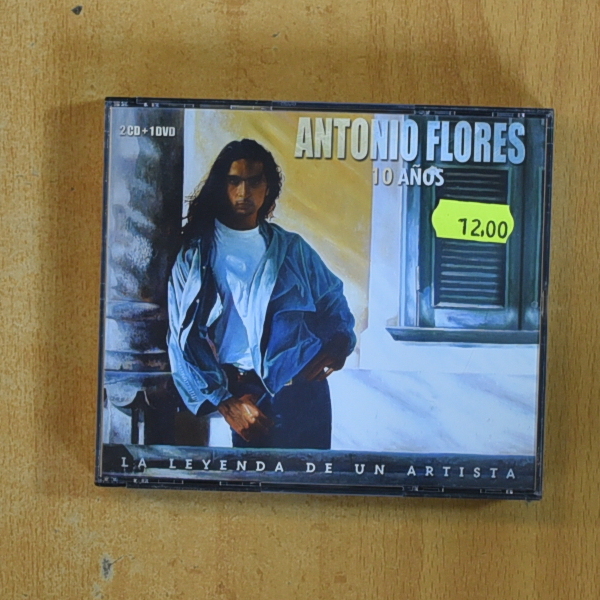 2CD+1DVD
ANTONIO FLORES
10 AÑOS
12,00
LA LEYENDA DE UN ARTISTA